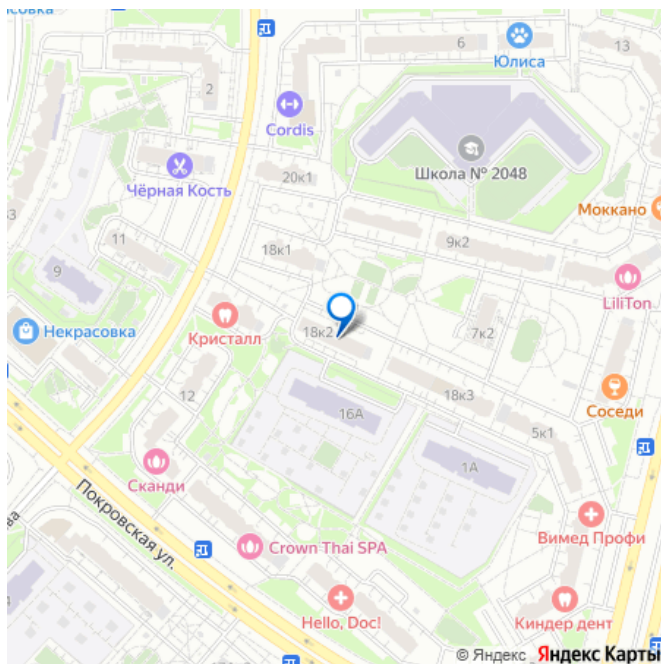 6
13
Юлиса
2
Cordis
Школа № 2048
Чёрная Кость
20к1
Моккано
11
18к1
9к2
9
LiliTon
Некрасовка
Кристалл
18к2
7к2
12
18к3
Соседи
16А
5к1
1А
Сканди
Покровская ул.
Вимед Профи
Crown Thai SPA
Hello, Doc!
Киндер дент
© Яндекс Яндекс Карты